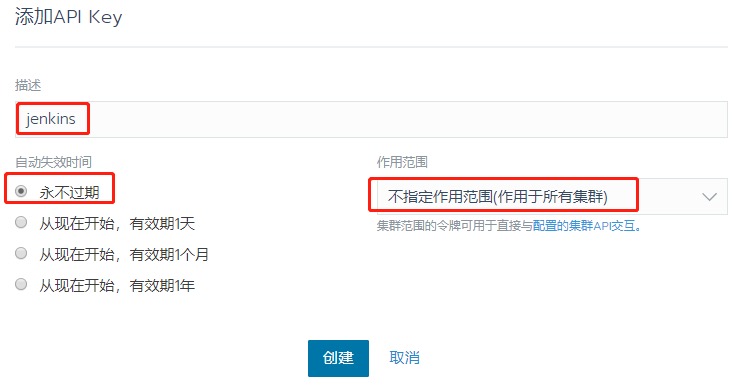 添加API Key
描述
jenkins
自动失效时间
作用范围
永不过期
不指定作用范围(作用于所有集群)
从现在开始，有效期1天
集群范围的令牌可用于直接与配置的集群API交互。
从现在开始，有效期1个月
从现在开始，有效期1年
创建
取消